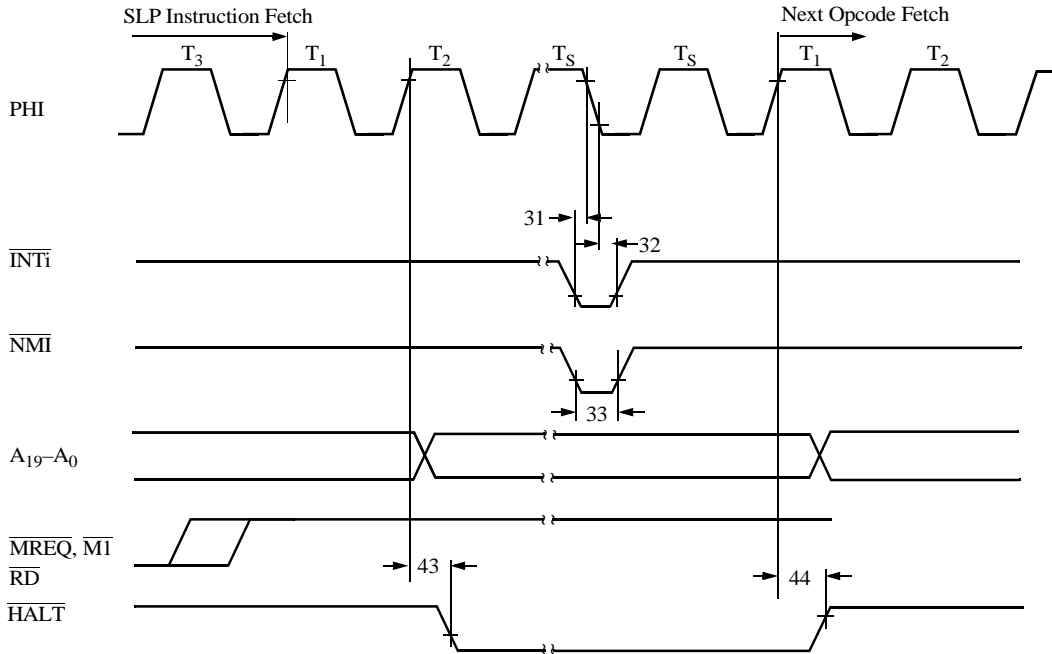 SLP Instruction Fetch
Next Opcode Fetch
T3 T1 T2 TS TS T1 T2
PHI
31
32
INTi
NMI
33
A19–A0
MREQ, M1
RD
43
44
HALT